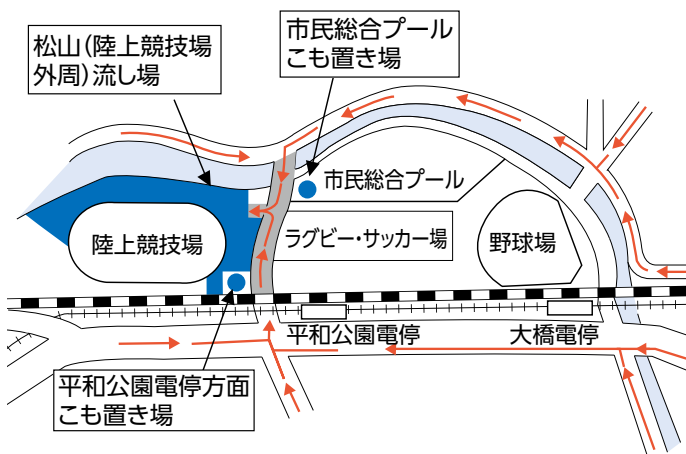 松山(陸上競技場
外周)流し場
市民総合プール
こも置き場
市民総合プール
陸上競技場
ラグビー・サッカー場
野球場
平和公園電停
大橋電停
平和公園電停方面
こも置き場